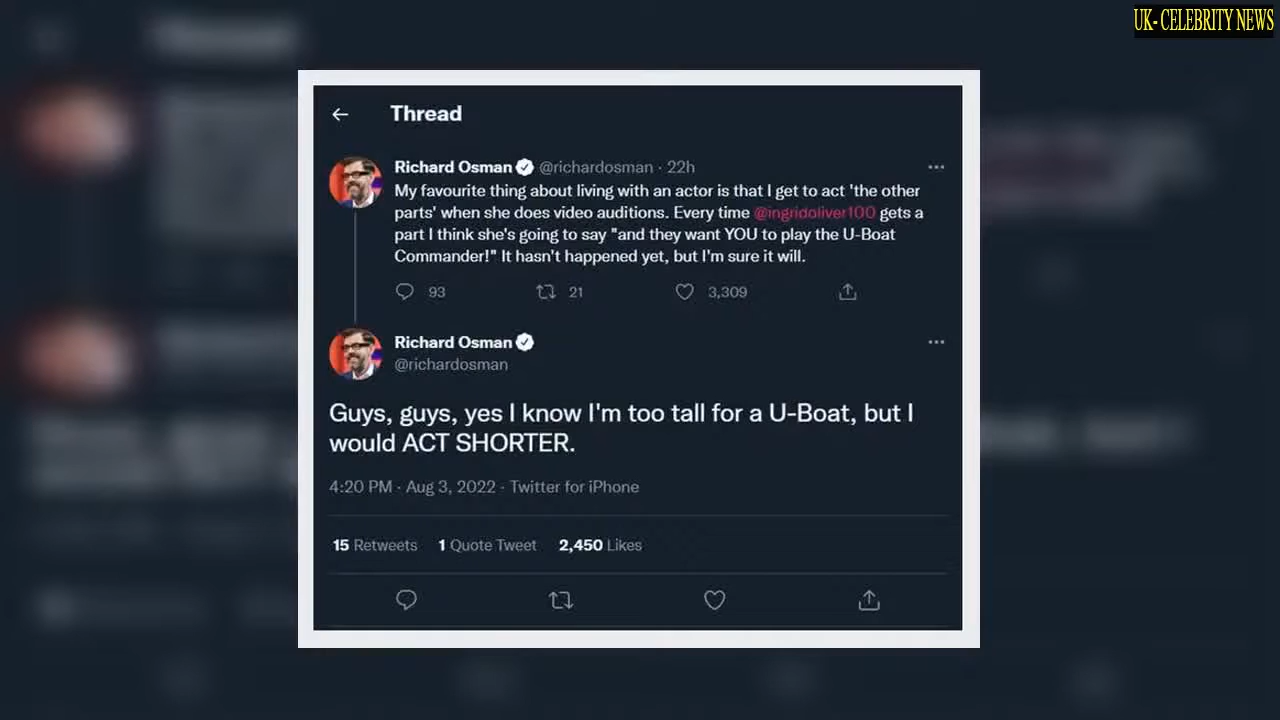 UK- CELEBRITY NEWS
Thread
Richard Osman @richardosman · 22h
My favourite thing about living with an actor is that I get to act 'the other
parts' when she does video auditions. Every time @ingridoliver100 gets a
part I think she's going to say "and they want YOU to play the U-Boat
Commander!" It hasn't happened yet, but I'm sure it will.
93 21 3,309
Richard Osman
@richardosman
Guys, guys, yes I know I'm too tall for a U-Boat, but I
would ACT SHORTER.
4:20 PM · Aug 3, 2022 · Twitter for iPhone
15 Retweets 1 Quote Tweet 2,450 Likes